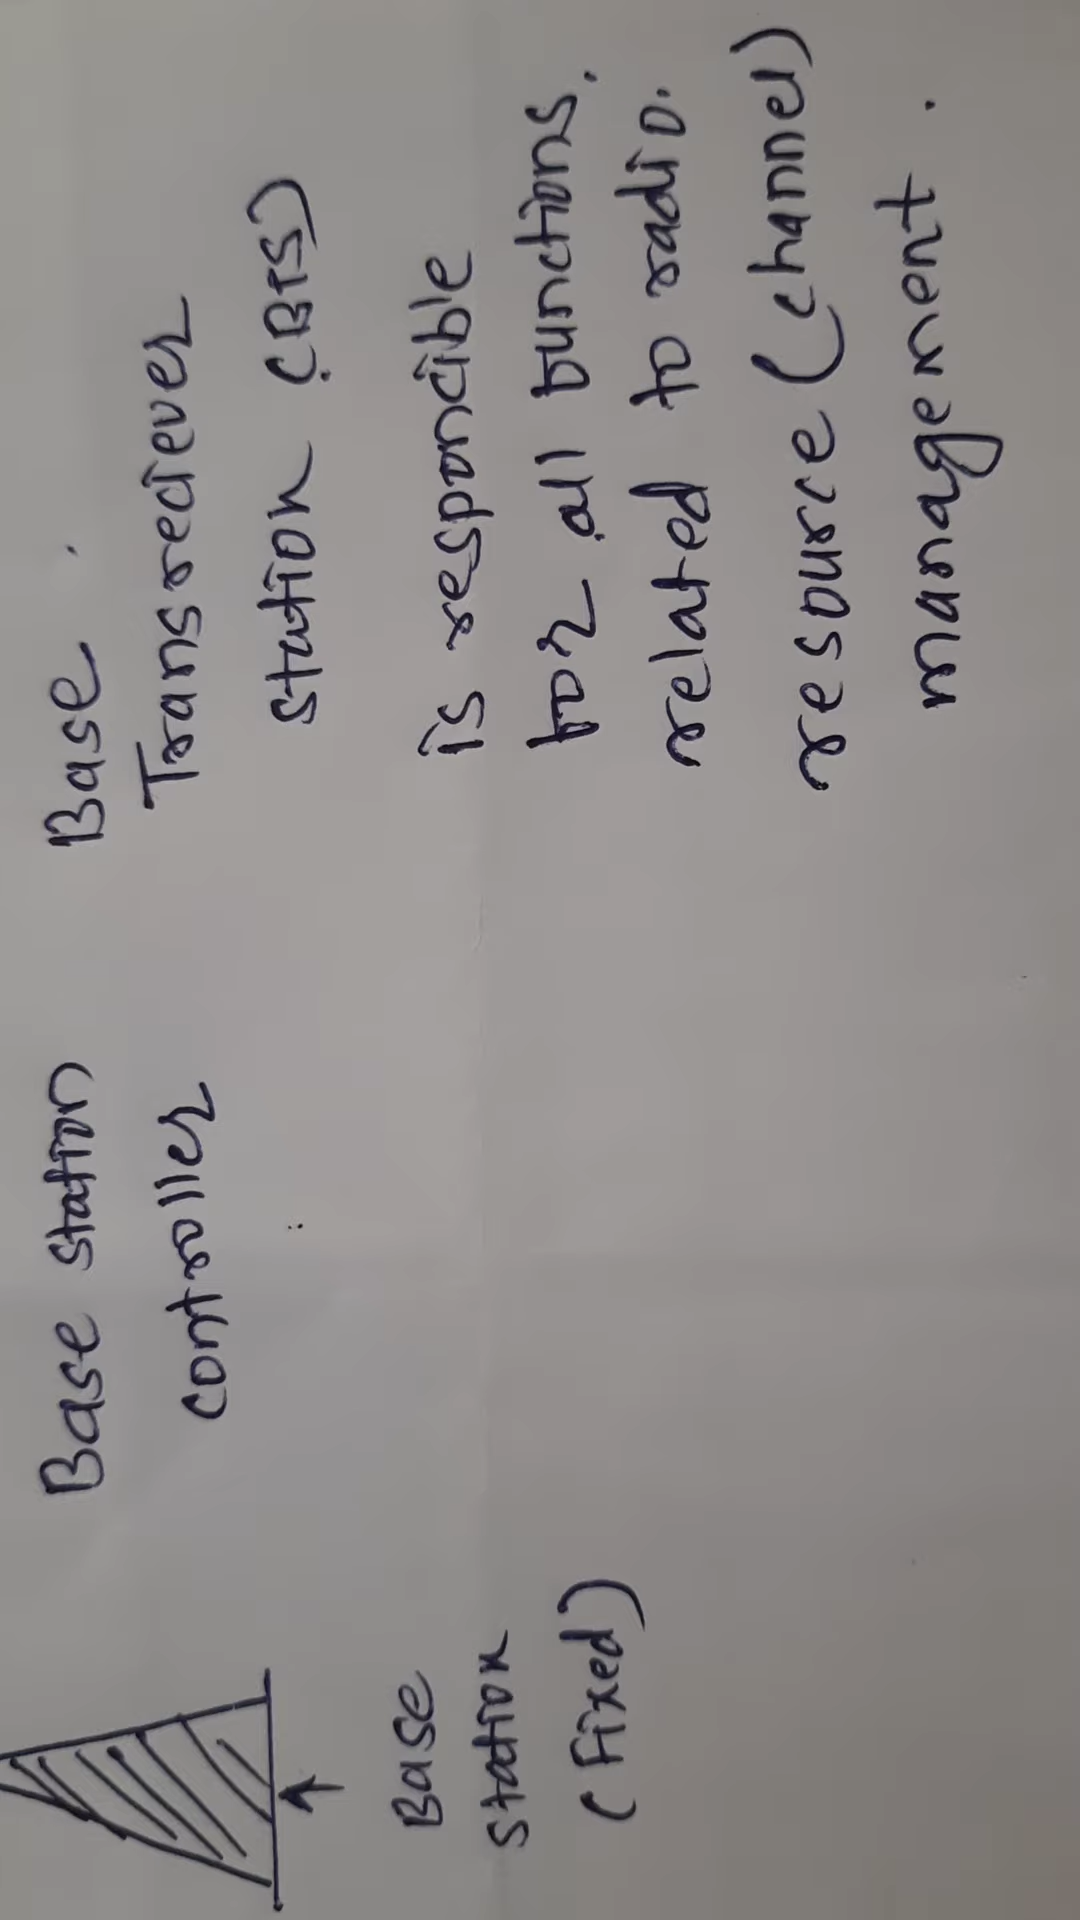 Base station
controller
Base
station
(Fixed)
Base
Transreciever
station (BTS)
is responcible
for all functions.
related to radio.
resource (channel)
management.